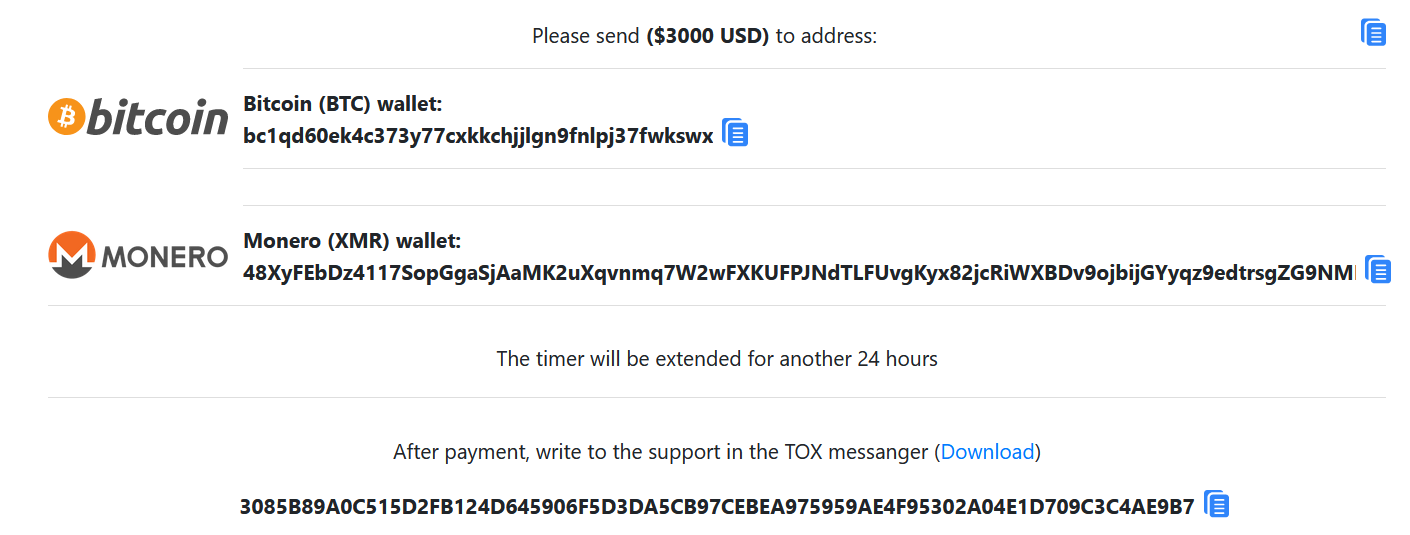 Please send ($3000 USD) to address:
bitcoin
Bitcoin (BTC) wallet:
bc1qd60ek4c373y77cxkkchjjlgn9fnlpj37fwkswx
MONERO
Monero (XMR) wallet:
48XyFEbDz4117SopGgaSjAaMK2uXqvnmq7W2wFXKUFPJNdTLFUvgKyx82jcRiWXBDv9ojbijGYyqz9edtrsgZG9NM
The timer will be extended for another 24 hours
After payment, write to the support in the TOX messanger (Download)
3085B89A0C515D2FB124D645906F5D3DA5CB97CEBEA975959AE4F95302A04E1D709C3C4AE9B7